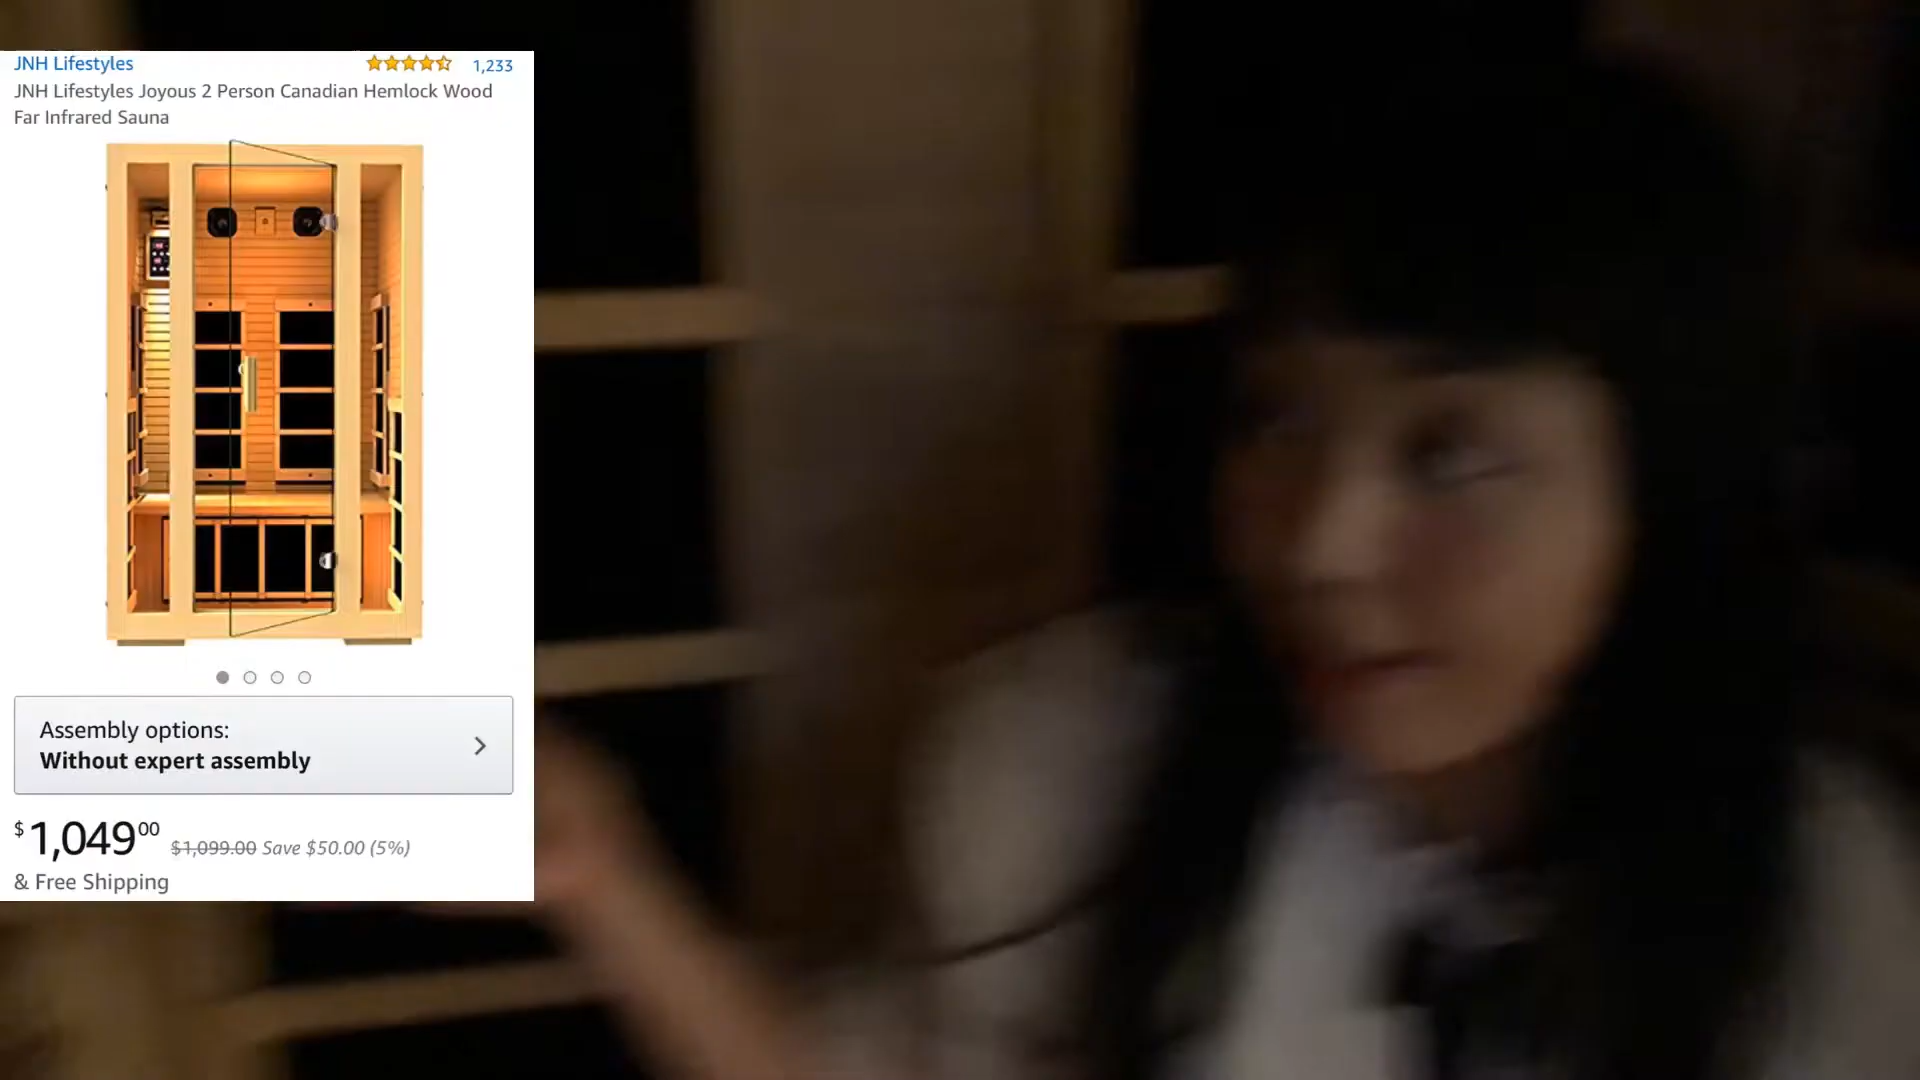 JNH Lifestyles 1,233
JNH Lifestyles Joyous 2 Person Canadian Hemlock Wood
Far Infrared Sauna
Assembly options:
Without expert assembly
$1,049.00 $1,099.00 Save $50.00 (5%)
& Free Shipping